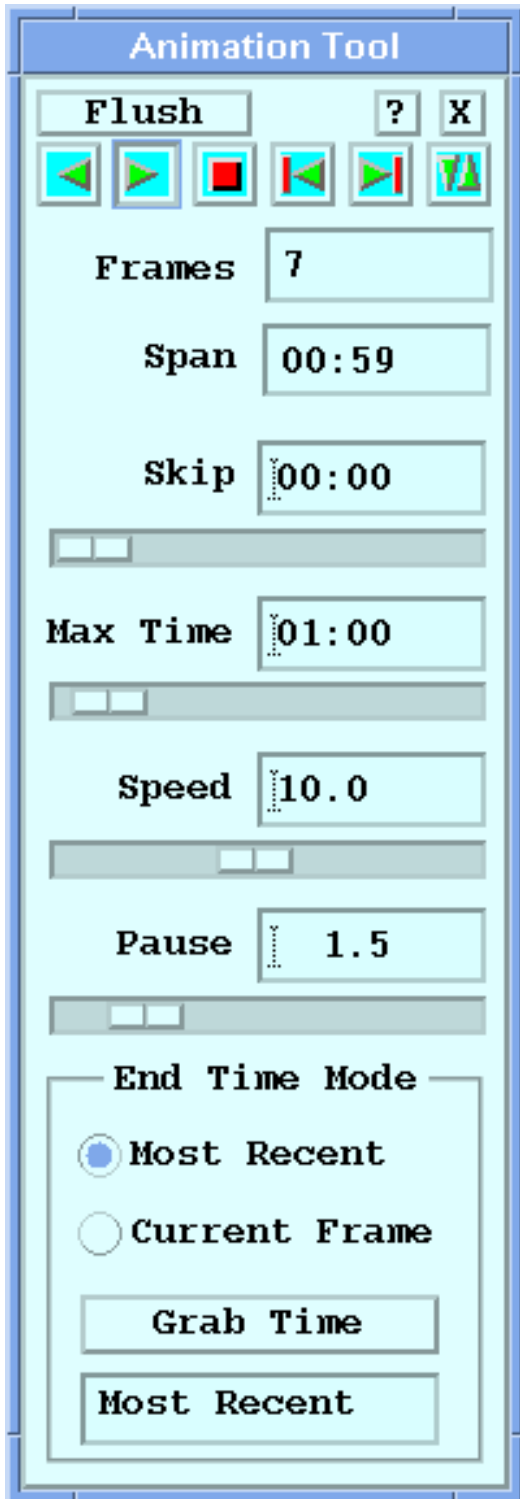 Animation Tool
Flush ? X
Frames 7
Span 00:59
Skip 00:00
Max Time 01:00
Speed 10.0
Pause 1.5
End Time Mode
Most Recent
Current Frame
Grab Time
Most Recent